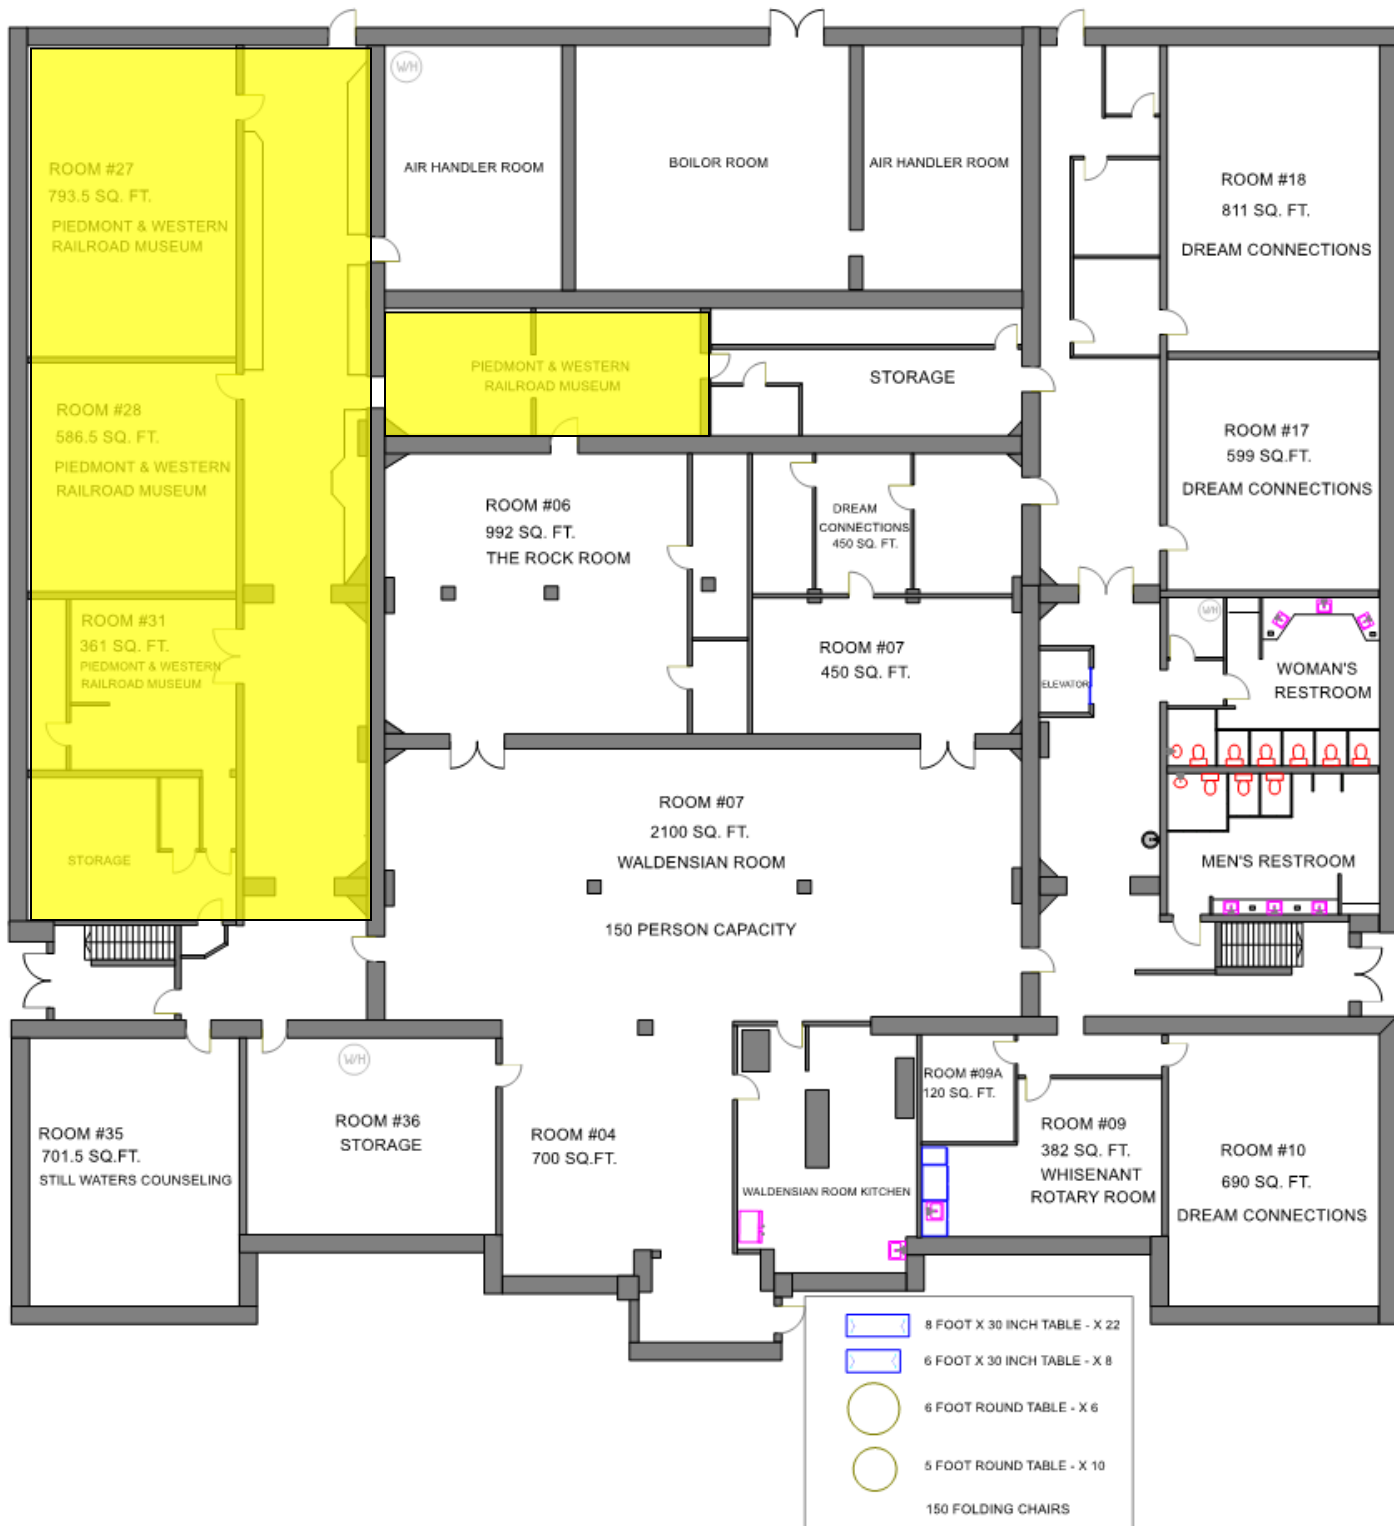 W/H
AIR HANDLER ROOM
BOILOR ROOM
AIR HANDLER ROOM
ROOM #27
793.5 SQ. FT.
PIEDMONT & WESTERN
RAILROAD MUSEUM
ROOM #18
811 SQ. FT.
DREAM CONNECTIONS
PIEDMONT & WESTERN
RAILROAD MUSEUM
STORAGE
ROOM #28
586.5 SQ. FT.
PIEDMONT & WESTERN
RAILROAD MUSEUM
ROOM #17
599 SQ.FT.
DREAM CONNECTIONS
ROOM #06
992 SQ. FT.
THE ROCK ROOM
DREAM
CONNECTIONS
450 SQ. FT.
ROOM #31
361 SQ. FT.
PIEDMONT & WESTERN
RAILROAD MUSEUM
ROOM #07
450 SQ. FT.
ELEVATOR
W/H
WOMAN'S
RESTROOM
STORAGE
ROOM #07
2100 SQ. FT.
WALDENSIAN ROOM
150 PERSON CAPACITY
MEN'S RESTROOM
ROOM #35
701.5 SQ.FT.
STILL WATERS COUNSELING
W/H
ROOM #36
STORAGE
ROOM #04
700 SQ.FT.
WALDENSIAN ROOM KITCHEN
ROOM #09A
120 SQ. FT.
ROOM #09
382 SQ. FT.
WHISENANT
ROTARY ROOM
ROOM #10
690 SQ. FT.
DREAM CONNECTIONS
8 FOOT X 30 INCH TABLE - X 22
6 FOOT X 30 INCH TABLE - X 8
6 FOOT ROUND TABLE - X 6
5 FOOT ROUND TABLE - X 10
150 FOLDING CHAIRS